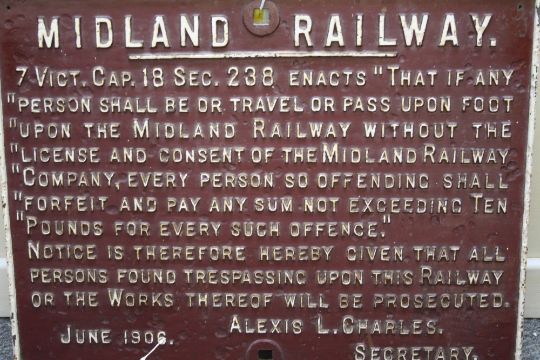 MIDLAND RAILWAY.
7 VICT. CAP. 18 SEC. 238 ENACTS "THAT IF ANY
"PERSON SHALL BE OR TRAVEL OR PASS UPON FOOT
"UPON THE MIDLAND RAILWAY WITHOUT THE
"LICENSE AND CONSENT OF THE MIDLAND RAILWAY
"COMPANY, EVERY PERSON SO OFFENDING SHALL
"FORFEIT AND PAY ANY SUM NOT EXCEEDING TEN
"POUNDS FOR EVERY SUCH OFFENCE."
NOTICE IS THEREFORE HEREBY GIVEN THAT ALL
PERSONS FOUND TRESPASSING UPON THIS RAILWAY
OR THE WORKS THEREOF WILL BE PROSECUTED.
JUNE 1906. ALEXIS L. CHARLES.
SECRETARY.